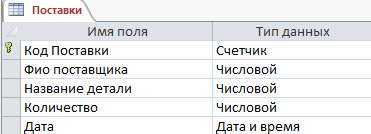 Поставки
Имя поля Тип данных
Код Поставки Счетчик
Фио поставщика Числовой
Название детали Числовой
Количество Числовой
Дата Дата и время